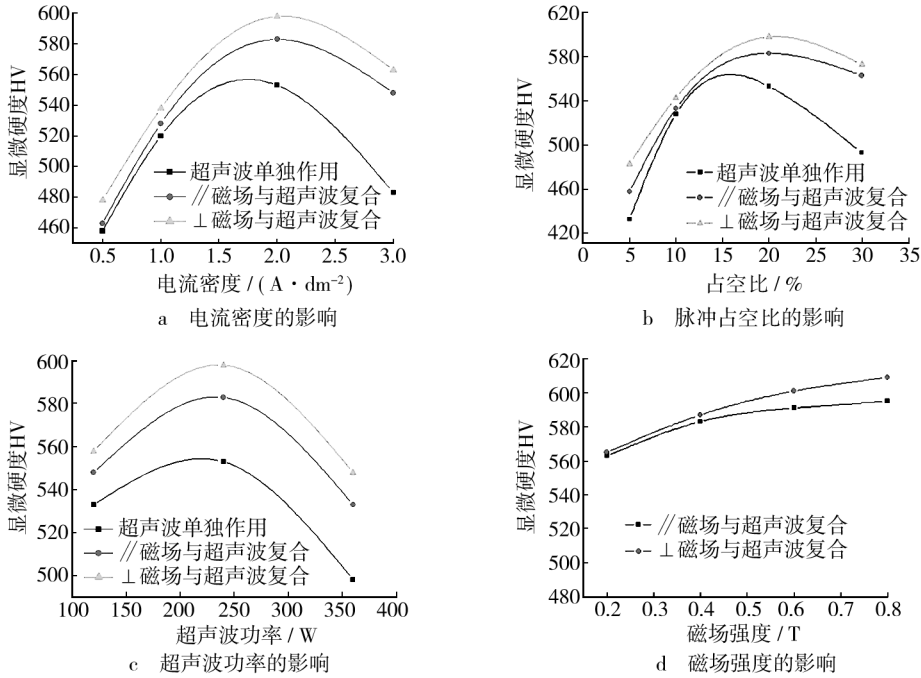 600
580
560
540
520
500
480
460
显微硬度HV
超声波单独作用
//磁场与超声波复合
⊥磁场与超声波复合
0.5 1.0 1.5 2.0 2.5 3.0
电流密度/(A·dm⁻²)
a 电流密度的影响
620
580
540
500
460
420
显微硬度HV
超声波单独作用
//磁场与超声波复合
⊥磁场与超声波复合
0 5 10 15 20 25 30 35
占空比/%
b 脉冲占空比的影响
600
580
560
540
520
500
显微硬度HV
超声波单独作用
//磁场与超声波复合
⊥磁场与超声波复合
100 150 200 250 300 350 400
超声波功率/W
c 超声波功率的影响
620
600
580
560
540
520
500
480
显微硬度HV
//磁场与超声波复合
⊥磁场与超声波复合
0.2 0.3 0.4 0.5 0.6 0.7 0.8
磁场强度/T
d 磁场强度的影响